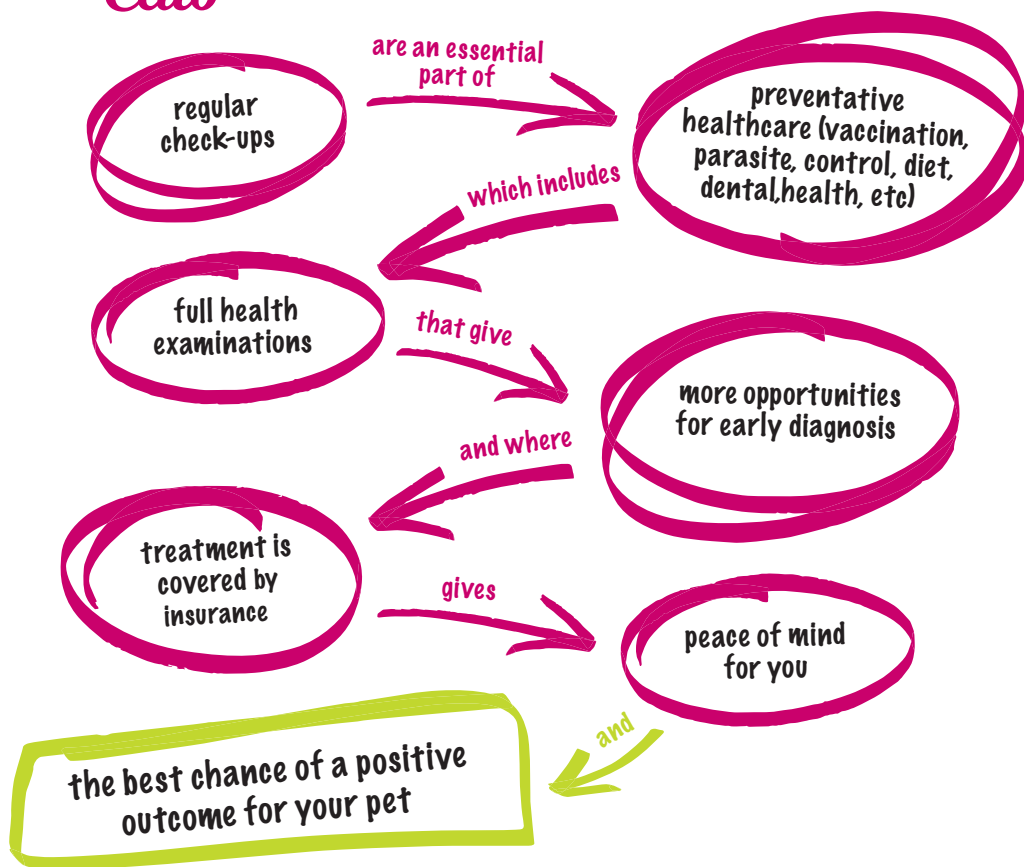 regular
check-ups
are an essential
part of
preventative
healthcare (vaccination,
parasite, control, diet,
dental,health, etc)
which includes
full health
examinations
that give
more opportunities
for early diagnosis
and where
treatment is
covered by
insurance
gives
peace of mind
for you
and
the best chance of a positive
outcome for your pet